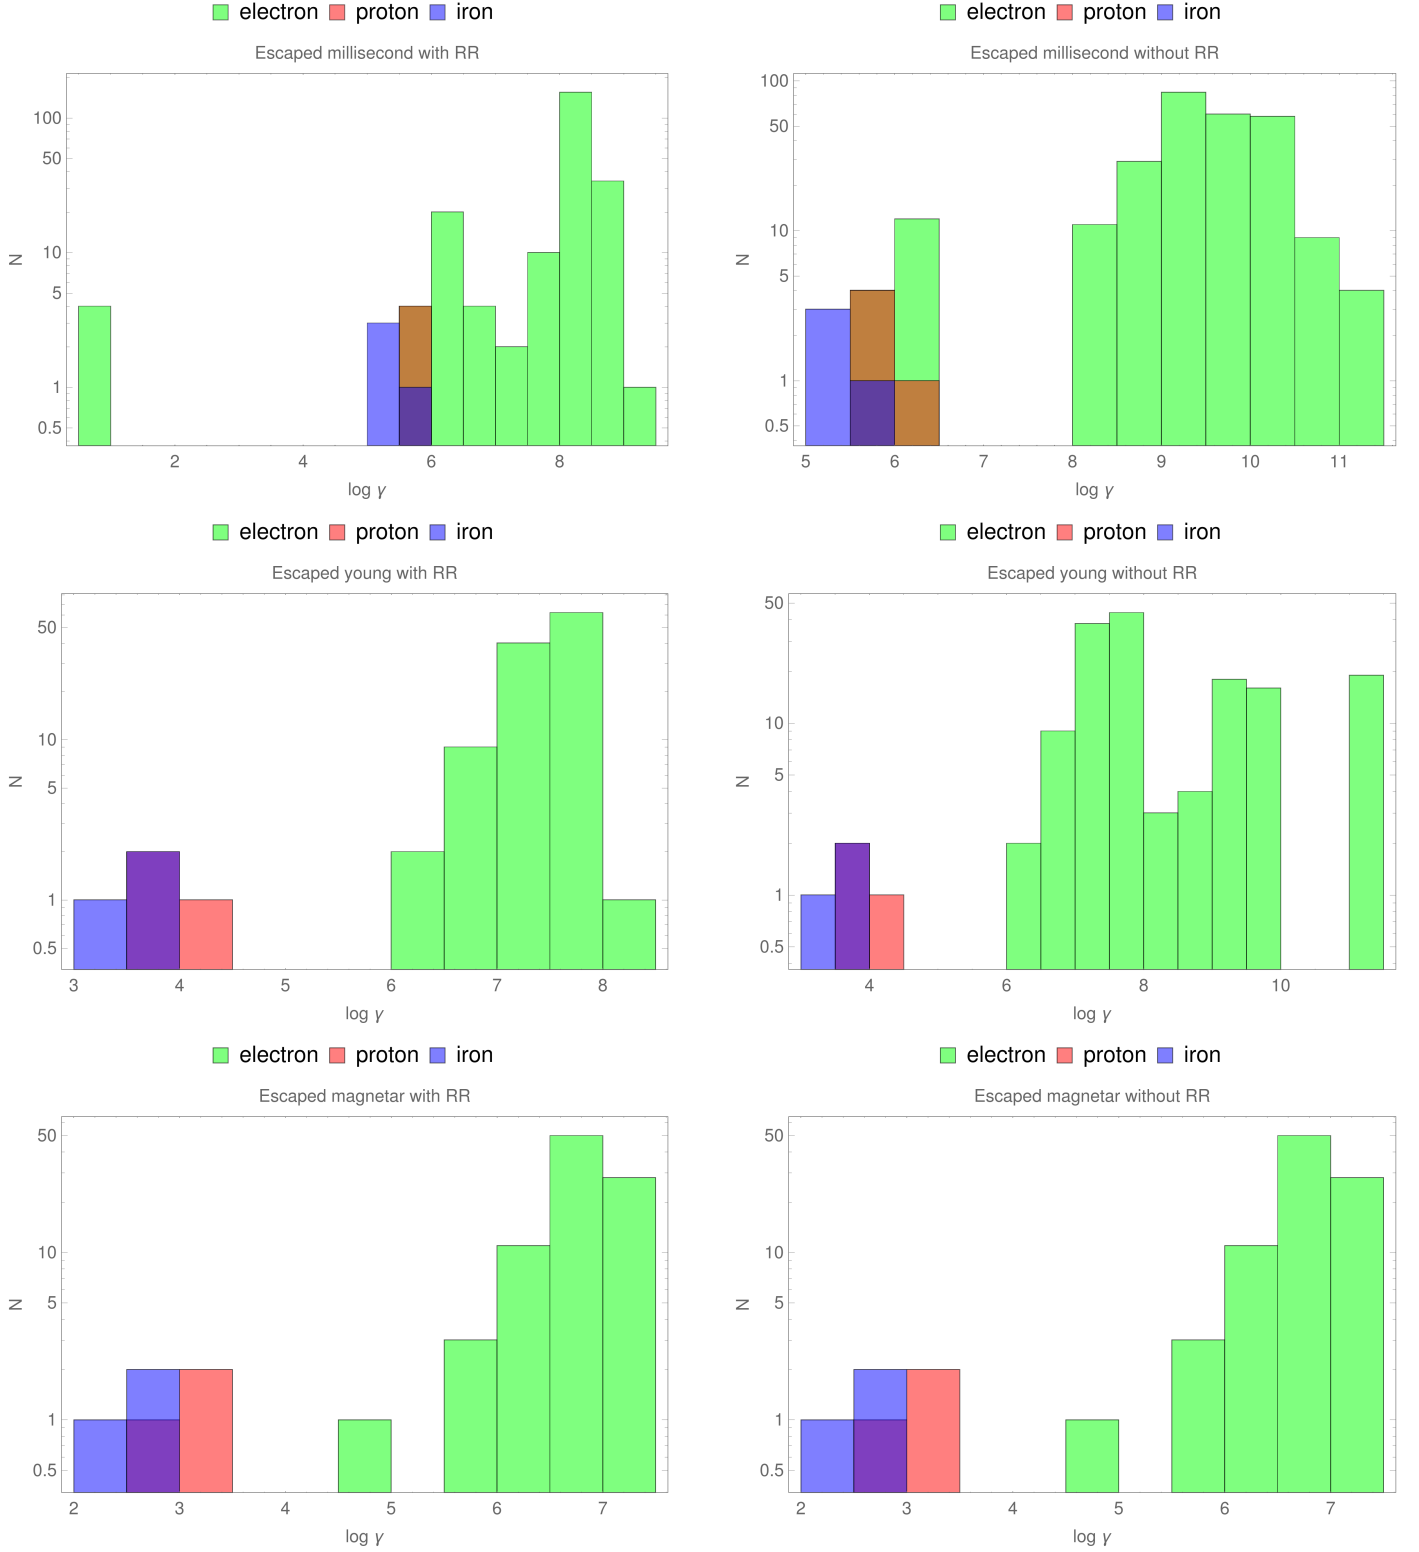 electron proton iron
Escaped millisecond with RR
N
100
50
10
5
1
0.5
2 4 6 8
log γ
electron proton iron
Escaped millisecond without RR
N
100
50
10
5
1
0.5
5 6 7 8 9 10 11
log γ
electron proton iron
Escaped young with RR
N
50
10
5
1
0.5
3 4 5 6 7 8
log γ
electron proton iron
Escaped young without RR
N
50
10
5
1
0.5
4 6 8 10
log γ
electron proton iron
Escaped magnetar with RR
N
50
10
5
1
0.5
2 3 4 5 6 7
log γ
electron proton iron
Escaped magnetar without RR
N
50
10
5
1
0.5
2 3 4 5 6 7
log γ